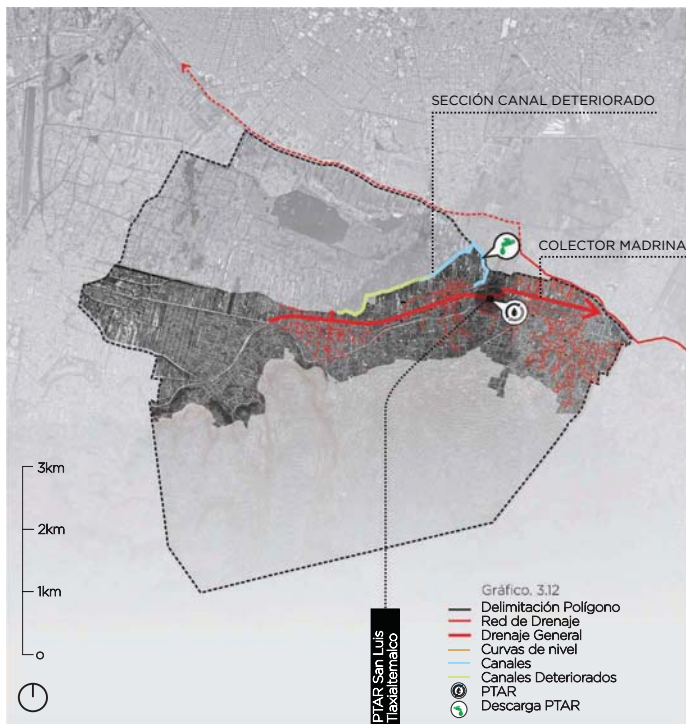 SECCIÓN CANAL DETERIORADO
COLECTOR MADRINA
3km
2km
1km
0
PTAR San Luis
Tlaxialtemalco
Gráfico. 3.12
Delimitación Polígono
Red de Drenaje
Drenaje General
Curvas de nivel
Canales
Canales Deteriorados
PTAR
Descarga PTAR